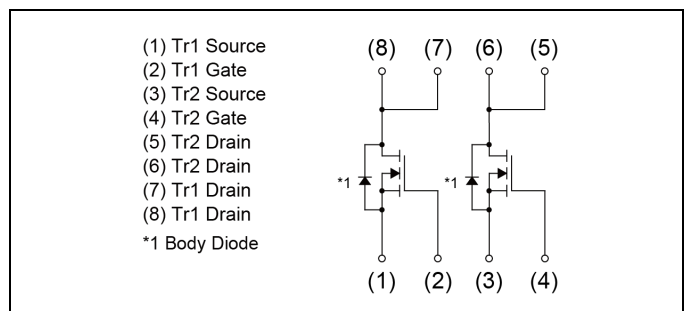 (1) Tr1 Source
(2) Tr1 Gate
(3) Tr2 Source
(4) Tr2 Gate
(5) Tr2 Drain
(6) Tr2 Drain
(7) Tr1 Drain
(8) Tr1 Drain
*1 Body Diode
(8) (7) (6) (5)
*1 *1
(1) (2) (3) (4)